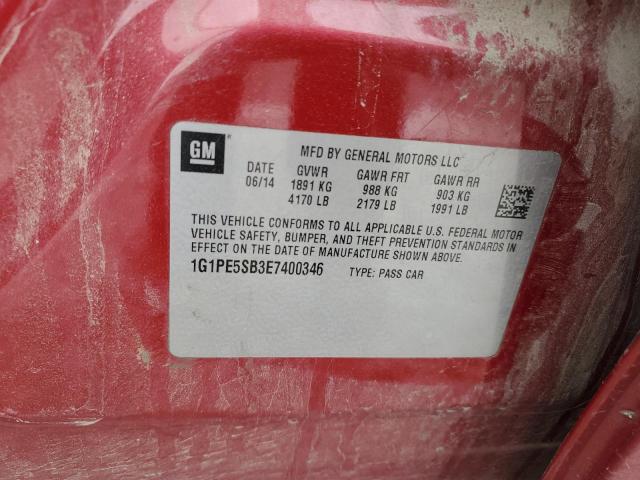 GM
MFD BY GENERAL MOTORS LLC
DATE GVWR GAWR FRT GAWR RR
06/14 1891 KG 988 KG 903 KG
4170 LB 2179 LB 1991 LB
THIS VEHICLE CONFORMS TO ALL APPLICABLE U.S. FEDERAL MOTOR
VEHICLE SAFETY, BUMPER, AND THEFT PREVENTION STANDARDS IN
EFFECT ON THE DATE OF MANUFACTURE SHOWN ABOVE.
1G1PE5SB3E7400346 TYPE: PASS CAR